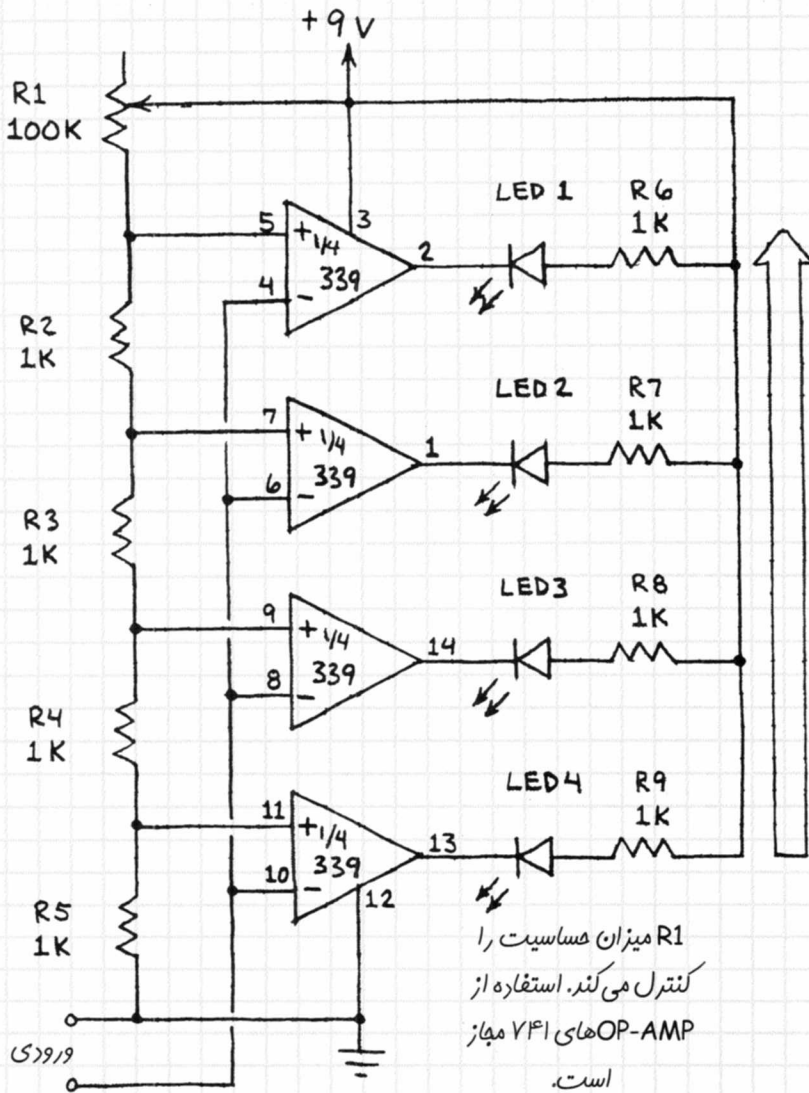 +9V
R1
100K
5
+
1/4
3
339
2
4
-
LED 1
R6
1K
R2
1K
7
+
1/4
339
1
6
-
LED2
R7
1K
R3
1K
9
+
1/4
339
14
8
-
LED3
R8
1K
R4
1K
11
+
1/4
339
13
10
-
12
LED4
R9
1K
R5
1K
ورودی
R1 میزان حساسیت را
کنترل می‌کند. استفاده از
OP-AMPهای ۷۴۱ مجاز
است.